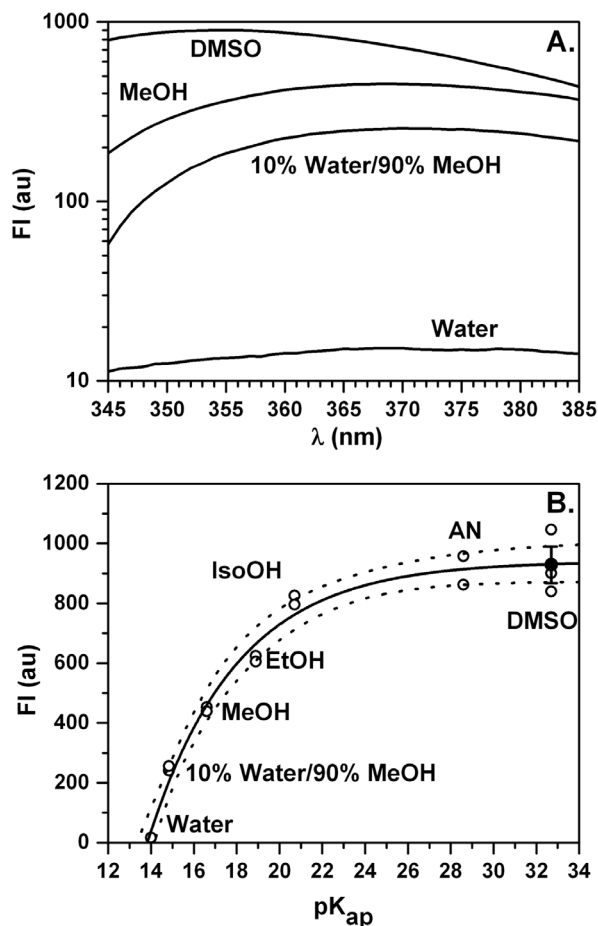 A.
1000
DMSO
MeOH
10% Water/90% MeOH
100
FI (au)
Water
10
345 350 355 360 365 370 375 380 385
λ (nm)
B.
1200
1000
AN
IsoOH
800
DMSO
FI (au)
600
EtOH
MeOH
400
10% Water/90% MeOH
200
Water
0
12 14 16 18 20 22 24 26 28 30 32 34
pKap